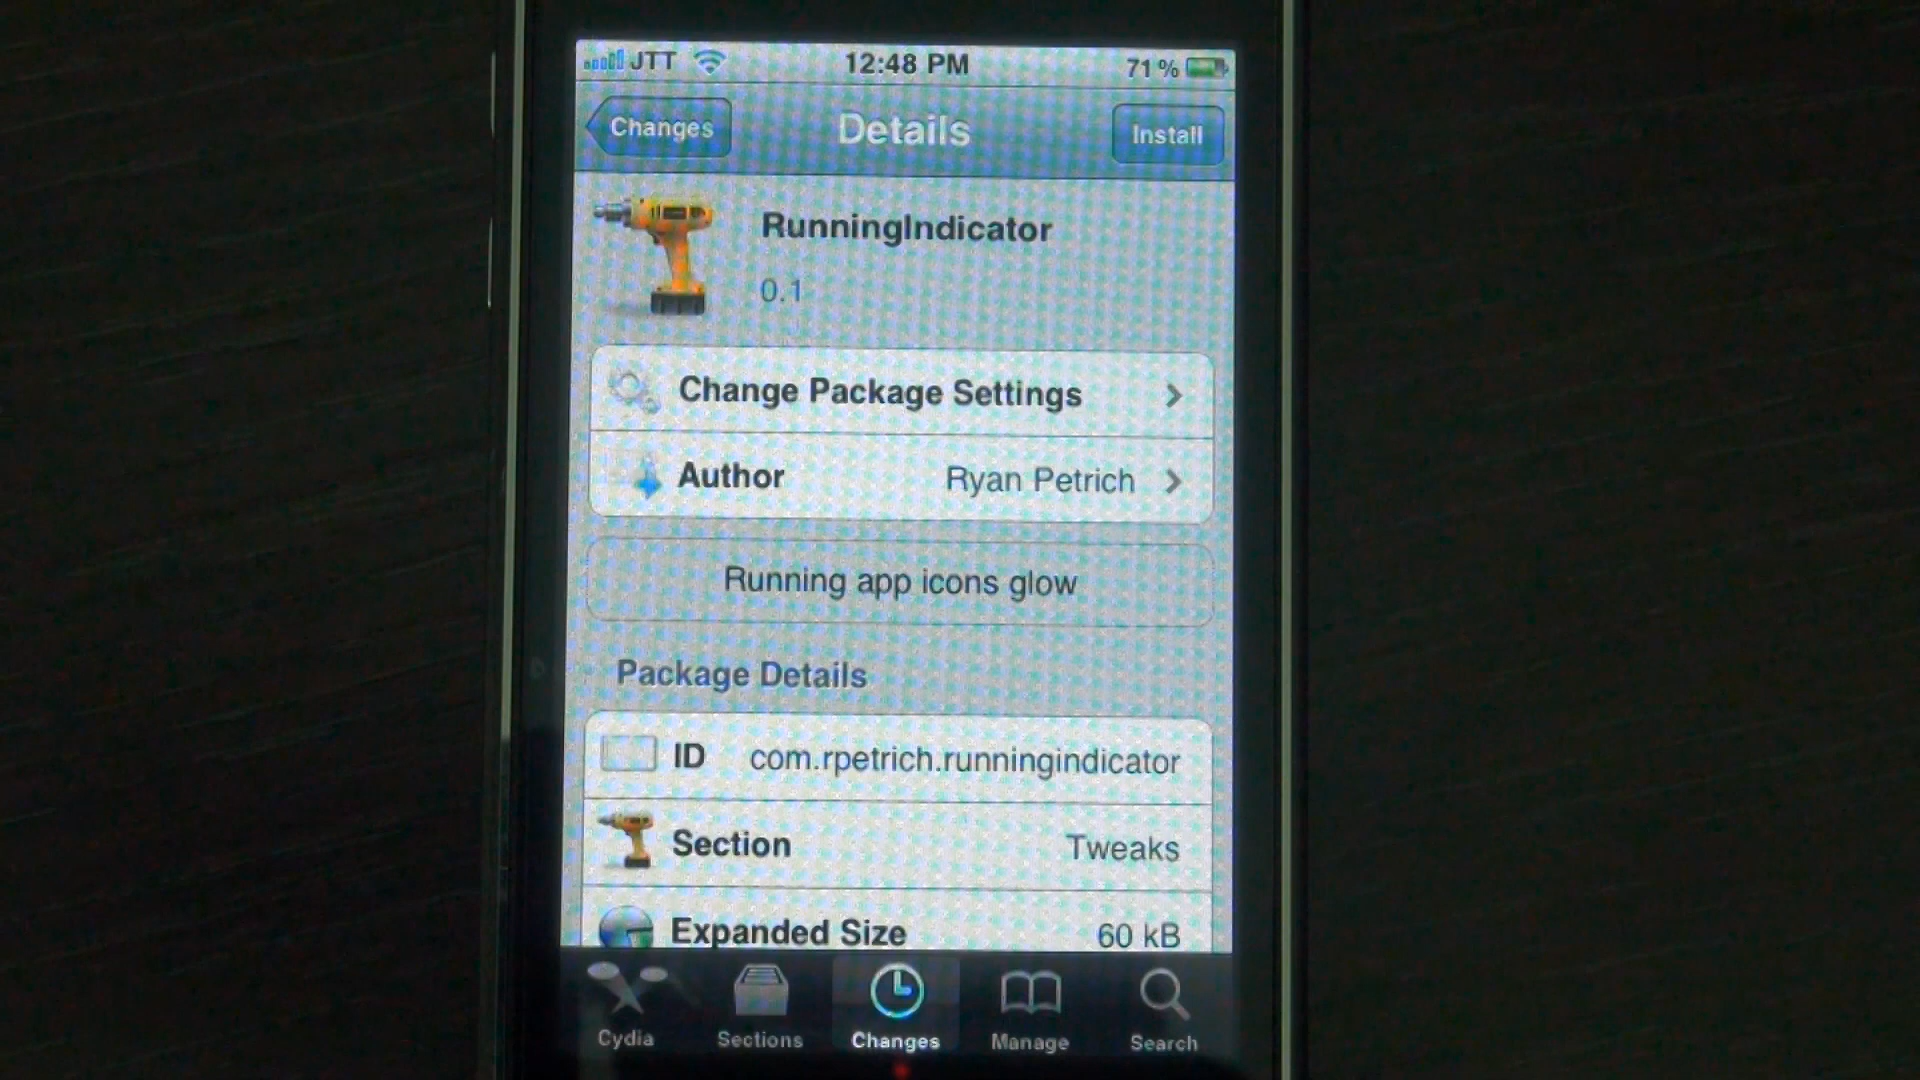 JTT 12:48 PM 71%
Changes Details Install
RunningIndicator
0.1
Change Package Settings
Author Ryan Petrich
Running app icons glow
Package Details
ID com.rpetrich.runningindicator
Section Tweaks
Expanded Size 60 kB
Cydia Sections Changes Manage Search